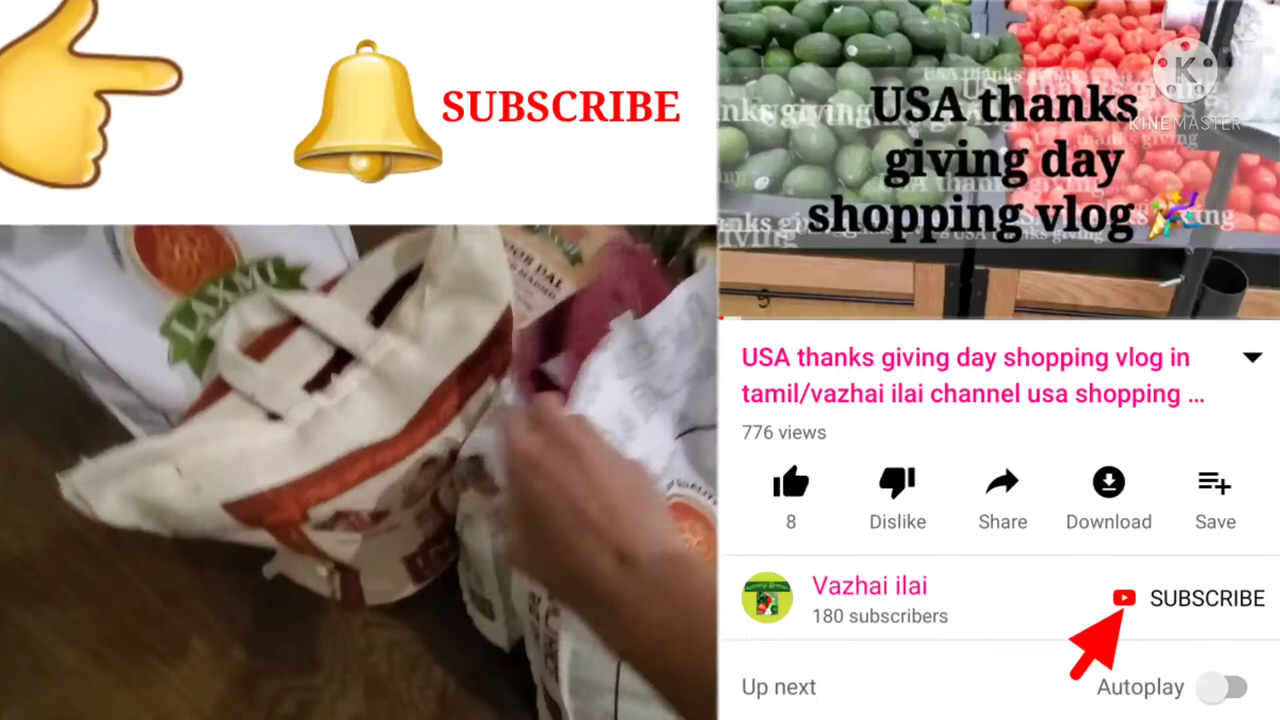 SUBSCRIBE
LAXMI
USA thanks
giving day
shopping vlog
KINEMASTER
USA thanks giving day shopping vlog in
tamil/vazhai ilai channel usa shopping ...
776 views
8
Dislike
Share
Download
Save
Vazhai ilai
180 subscribers
SUBSCRIBE
Up next
Autoplay